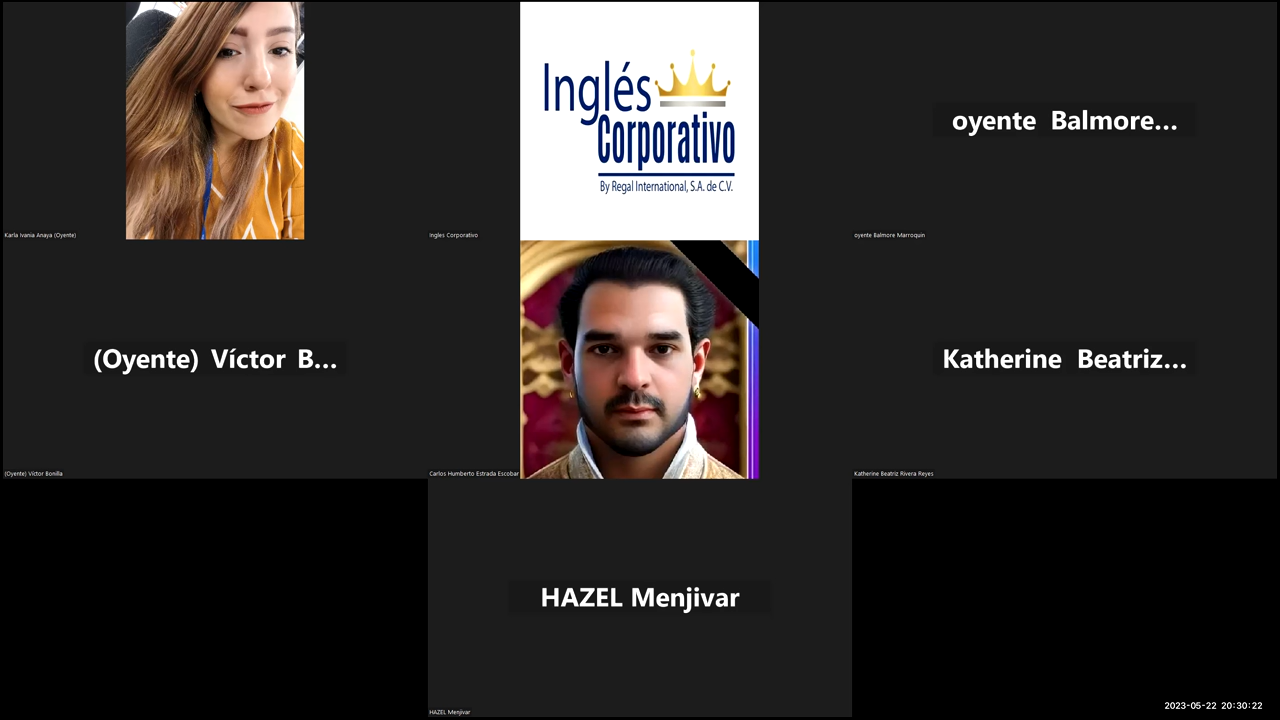 Inglés
Corporativo
By Regal International, S.A. de C.V.
oyente Balmore...
Karla Ivania Anaya (Oyente)
Ingles Corporativo
oyente Balmore Marroquin
(Oyente) Víctor B...
Katherine Beatriz...
(Oyente) Víctor Bonilla
Carlos Humberto Estrada Escobar
Katherine Beatriz Rivera Reyes
HAZEL Menjivar
HAZEL Menjivar
2023-05-22 20:30:22